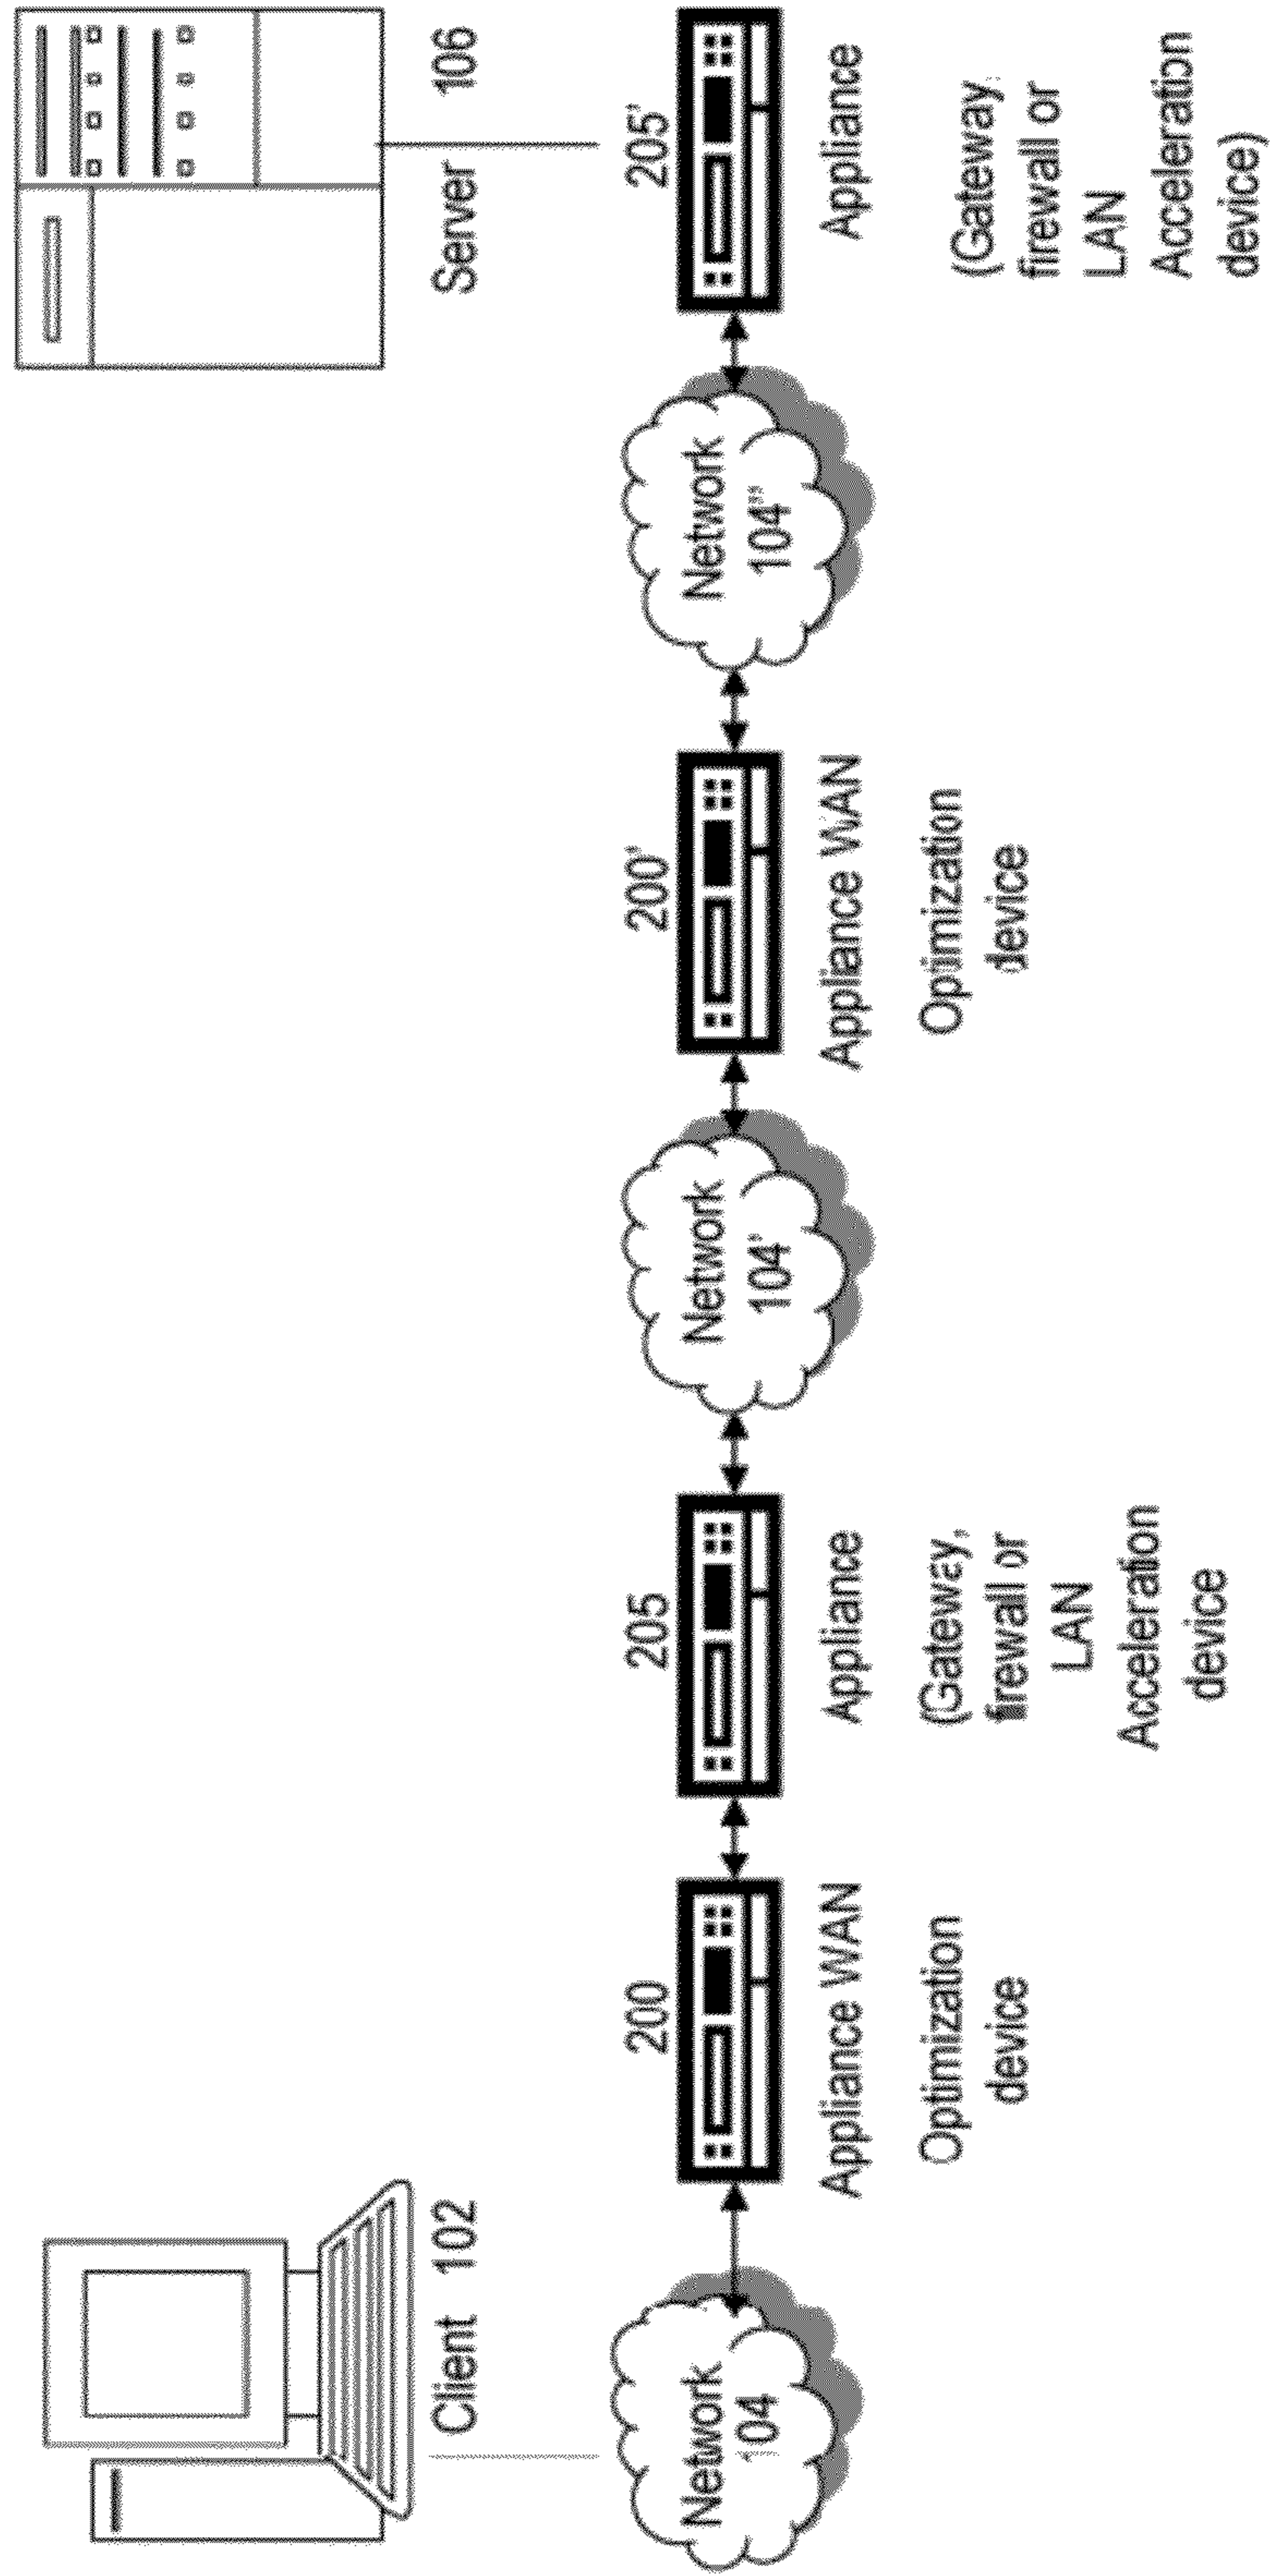 Client 102
Server 106
Network
104
200
Appliance WAN
Optimization
device
205
Appliance
(Gateway,
firewall or
LAN
Acceleration
device
Network
104'
200'
Appliance WAN
Optimization
device
Network
104"
205'
Appliance
(Gateway,
firewall or
LAN
Acceleration
device)